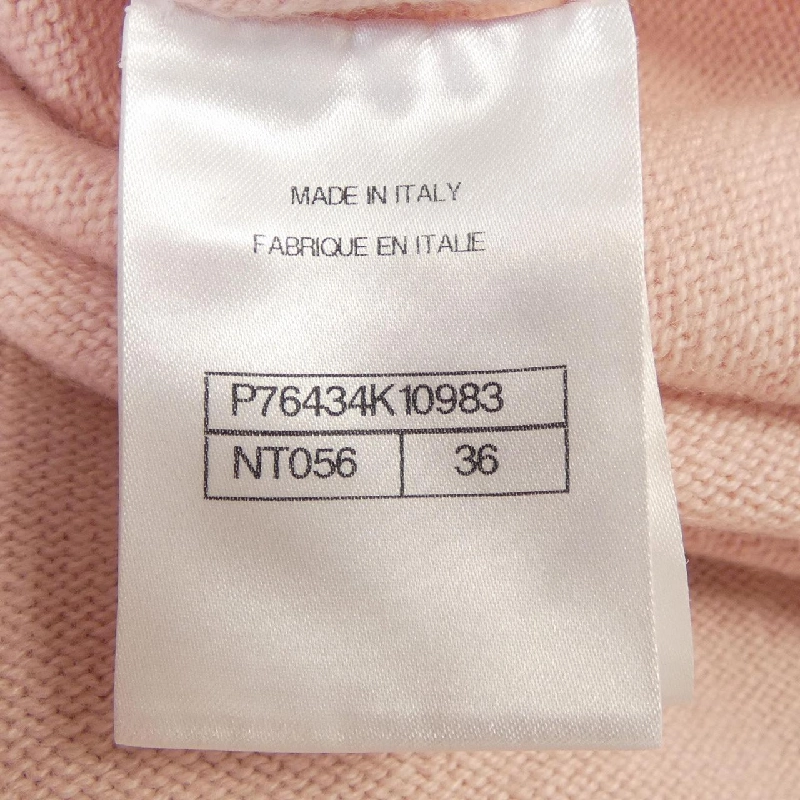 MADE IN ITALY
FABRIQUE EN ITALIE
P76434K10983
NT056 36